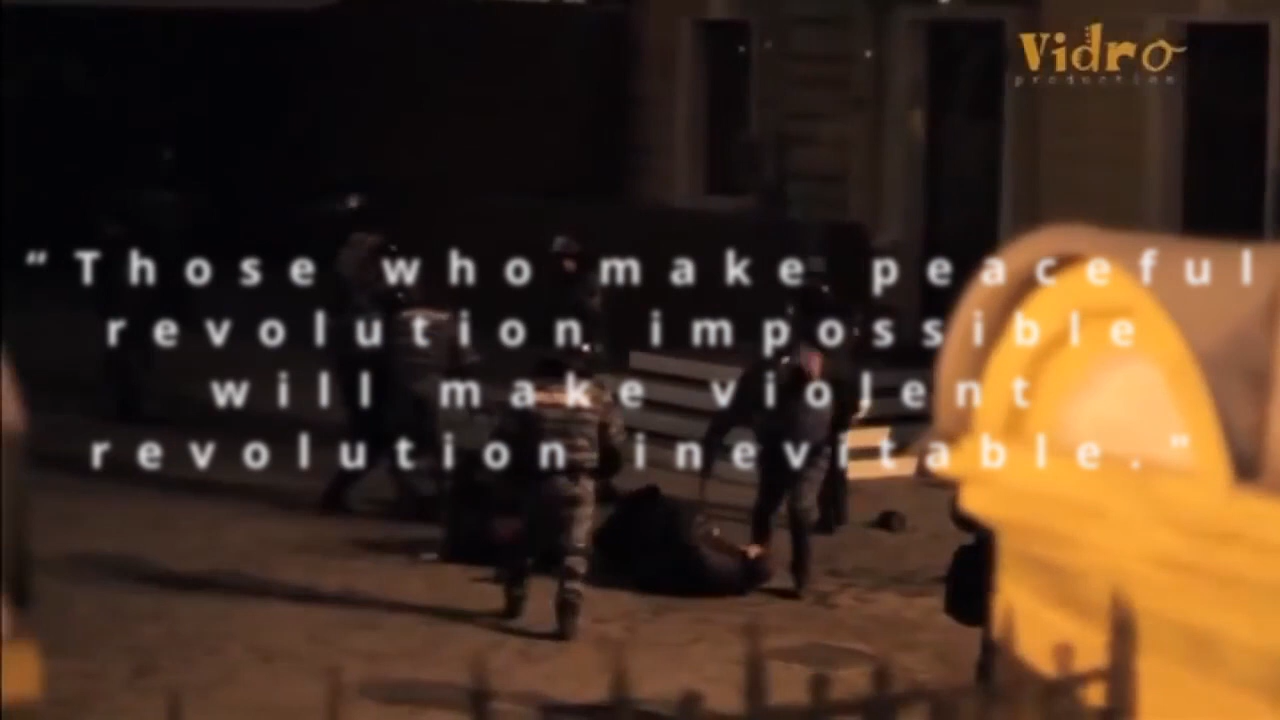 Vidro
production
“Those who make peaceful
revolution impossible
will make violent
revolution inevitable.”